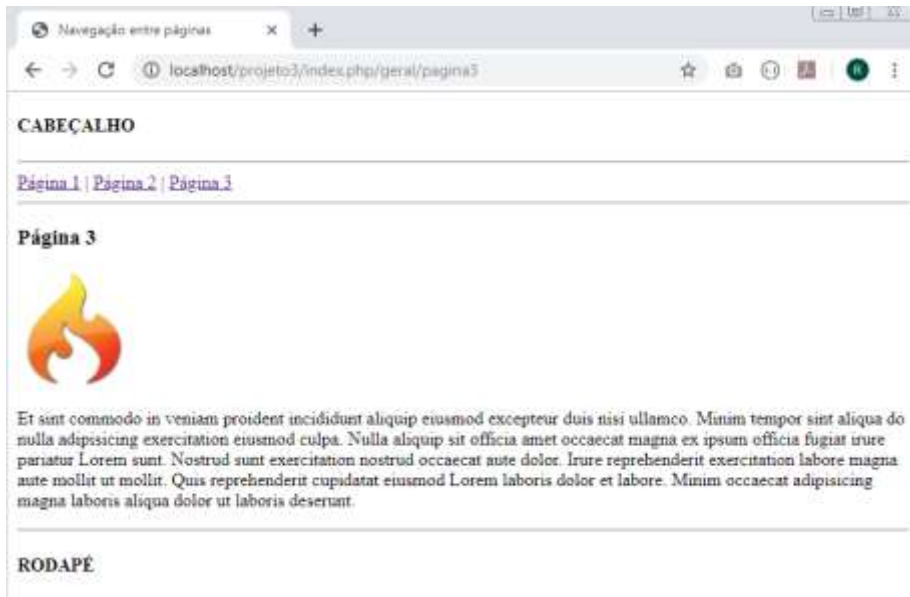 Navegação entre páginas
localhost/projeto3/index.php/geral/pagina3
R
CABEÇALHO
Página 1 | Página 2 | Página 3
Página 3
Et sint commodo in veniam proident incididunt aliquip eiusmod excepteur duis nisi ullamco. Minim tempor sint aliqua do
nulla adipisicing exercitation eiusmod culpa. Nulla aliquip sit officia amet occaecat magna ex ipsum officia fugiat irure
pariatur Lorem sunt. Nostrud sunt exercitation nostrud occaecat aute dolor. Irure reprehenderit exercitation labore magna
aute mollit ut mollit. Quis reprehenderit cupidatat eiusmod Lorem laboris dolor et labore. Minim occaecat adipisicing
magna laboris aliqua dolor ut laboris deserunt.
RODAPÉ